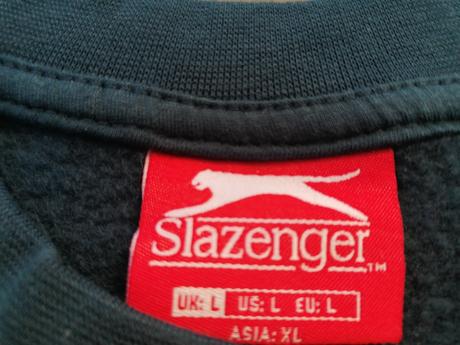 Slazenger™
UK: L US: L EU: L
ASIA: XL